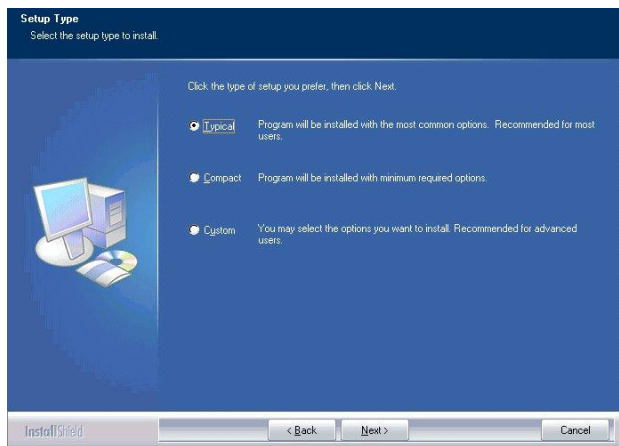 Setup Type
Select the setup type to install.
Click the type of setup you prefer, then click Next.
Typical
Program will be installed with the most common options. Recommended for most
users.
Compact
Program will be installed with minimum required options.
Custom
You may select the options you want to install. Recommended for advanced
users.
InstallShield
< Back
Next >
Cancel